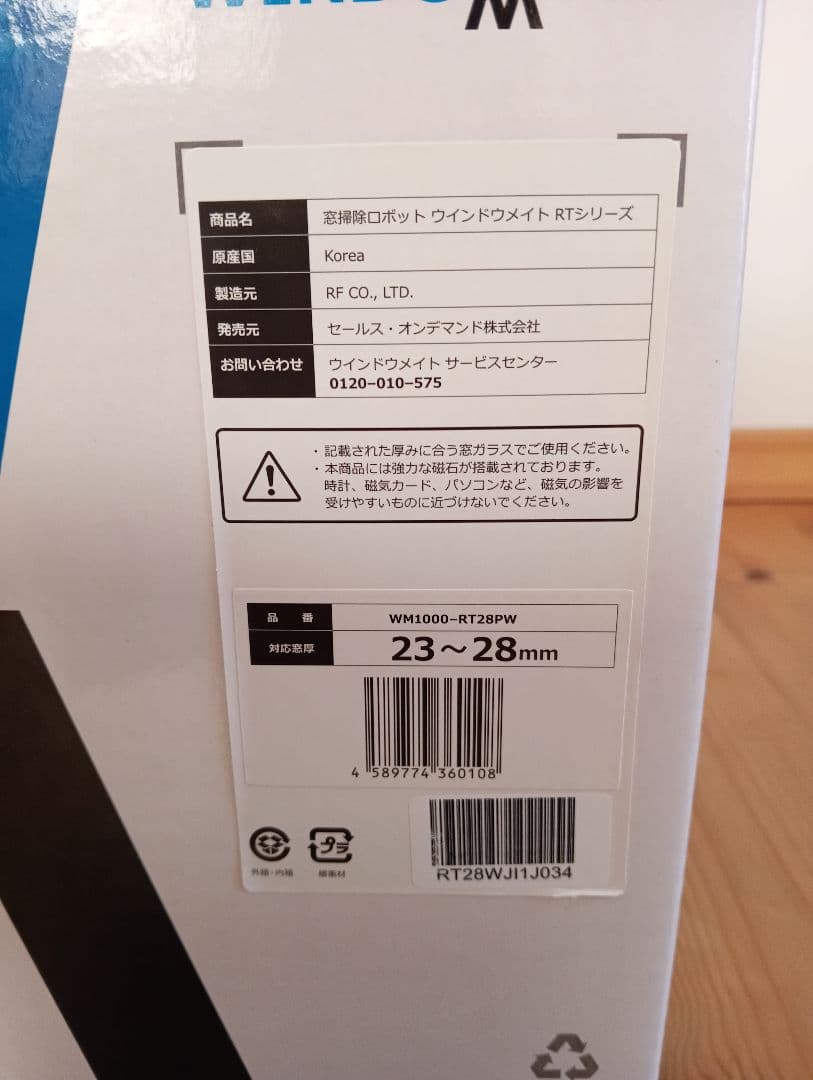 商品名 窓掃除ロボット ウインドウメイト RTシリーズ
原産国 Korea
製造元 RF CO., LTD.
発売元 セールス・オンデマンド株式会社
お問い合わせ ウインドウメイト サービスセンター
0120-010-575
・記載された厚みに合う窓ガラスでご使用ください。
・本商品には強力な磁石が搭載されております。
時計、磁気カード、パソコンなど、磁気の影響を
受けやすいものに近づけないでください。
品 番 WM1000-RT28PW
対応窓厚 23～28mm
4 589774 360108
プラ
外箱・内箱 緩衝材
RT28WJI1J034